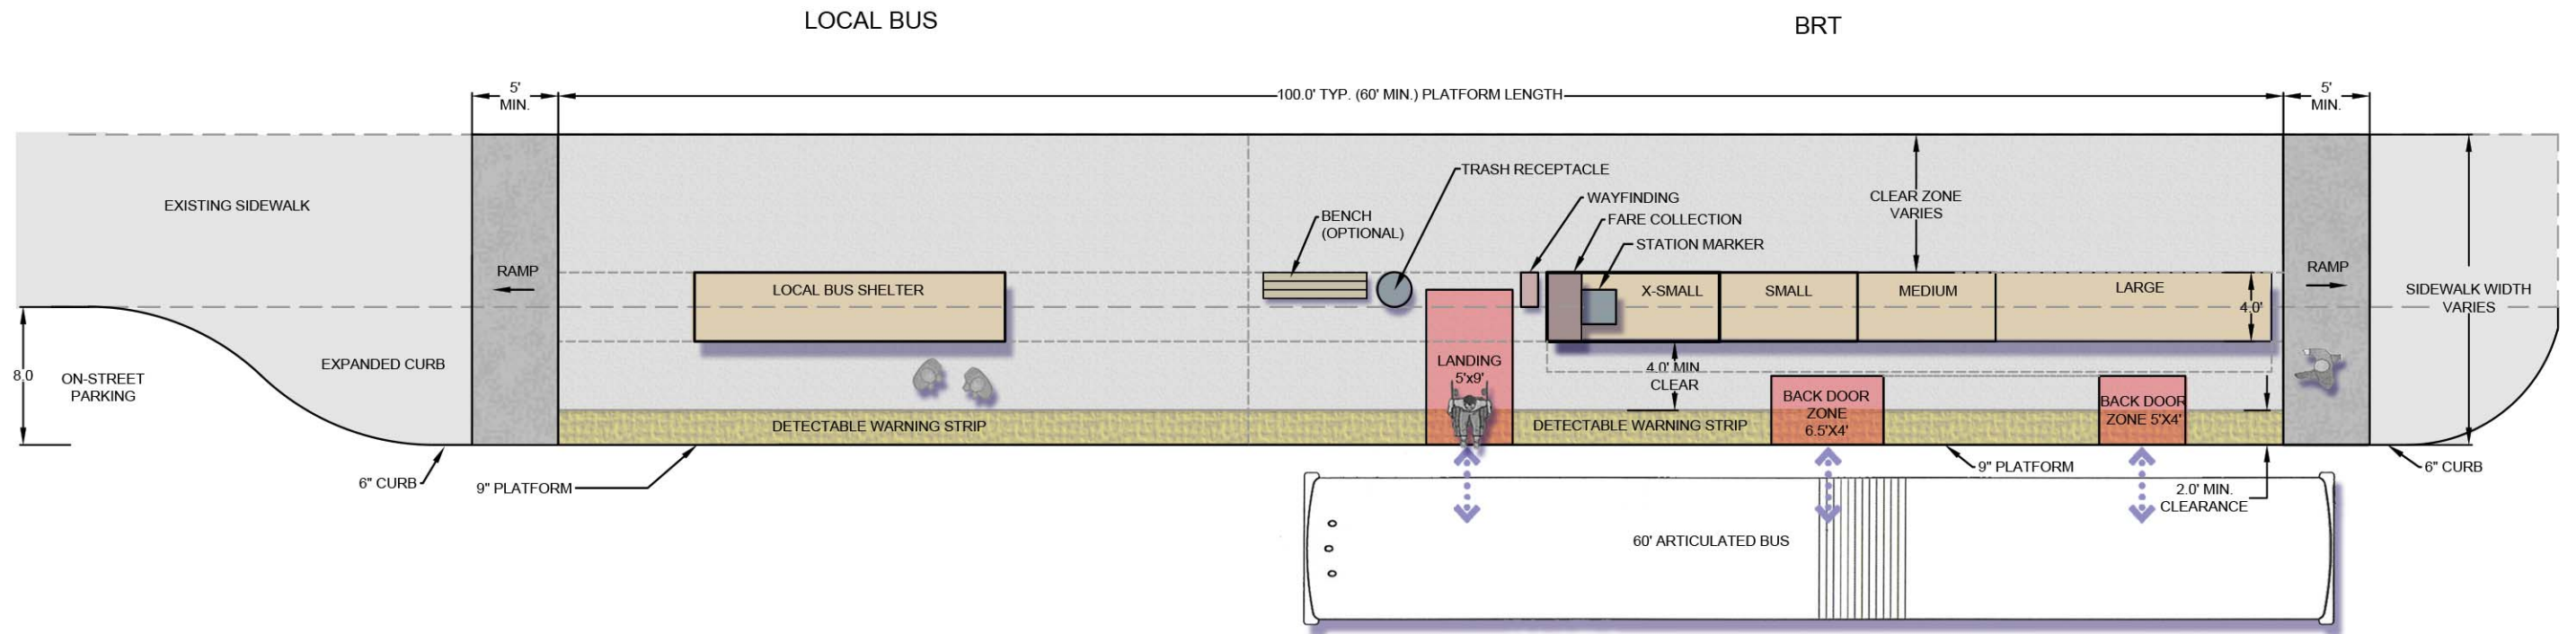 LOCAL BUS
BRT
5'
MIN.
100.0' TYP. (60' MIN.) PLATFORM LENGTH
5'
MIN.
TRASH RECEPTACLE
WAYFINDING
FARE COLLECTION
STATION MARKER
BENCH
(OPTIONAL)
CLEAR ZONE
VARIES
EXISTING SIDEWALK
RAMP
RAMP
LOCAL BUS SHELTER
X-SMALL
SMALL
MEDIUM
LARGE
4.0'
SIDEWALK WIDTH
VARIES
8.0
ON-STREET
PARKING
EXPANDED CURB
LANDING
5'x9'
4.0' MIN.
CLEAR
BACK DOOR
ZONE
6.5'X4'
BACK DOOR
ZONE 5'X4'
DETECTABLE WARNING STRIP
DETECTABLE WARNING STRIP
6" CURB
9" PLATFORM
9" PLATFORM
6" CURB
2.0' MIN.
CLEARANCE
60' ARTICULATED BUS